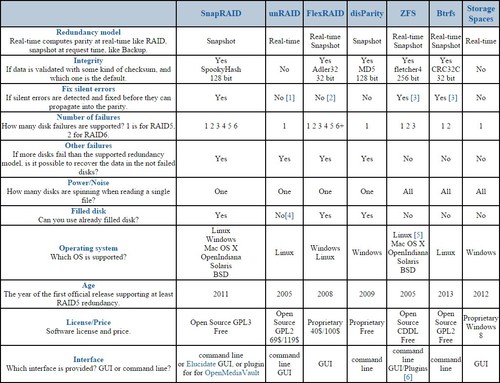 SnapRAID unRAID FlexRAID disParity ZFS Btrfs Storage Spaces
Redundancy model
Real-time computes parity at real-time like RAID, snapshot at request time, like Backup.
Snapshot Real-time Real-time Snapshot Snapshot Real-time Snapshot Real-time Snapshot Real-time
Integrity
If data is validated with some kind of checksum, and which one is the default.
Yes SpookyHash 128 bit No Yes Adler32 32 bit Yes MD5 128 bit Yes fletcher4 256 bit Yes CRC32C 32 bit No
Fix silent errors
If silent errors are detected and fixed before they can propagate into the parity.
Yes No [1] No [2] No Yes [3] Yes [3] No
Number of failures
How many disk failures are supported? 1 is for RAID5, 2 for RAID6.
1 2 3 4 5 6 1 1 2 3 4 5 6+ 1 1 2 3 1 2 1
Other failures
If more disks fail than the supported redundancy model, is it possible to recover the data in the not failed disks?
Yes Yes Yes Yes No No No
Power/Noise
How many disks are spinning when reading a single file?
One One One One All All All
Filled disk
Can you use already filled disk?
Yes No[4] Yes Yes No No No
Operating system
Which OS is supported?
Linux Windows Mac OS X OpenIndiana Solaris BSD Linux Windows Linux Windows Linux [5] Mac OS X OpenIndiana Solaris BSD Linux Windows
Age
The year of the first official release supporting at least RAID5 redundancy.
2011 2005 2008 2009 2005 2013 2012
License/Price
Software license and price.
Open Source GPL3 Free Open Source GPL2 69$/119$ Proprietary 40$/100$ Proprietary Free Open Source CDDL Free Open Source GPL2 Free Proprietary Windows 8
Interface
Which interface is provided? GUI or command line?
command line or Elucidate GUI, or plugin for for OpenMediaVault command line GUI GUI command line command line GUI/Plugins [6] command line command line GUI